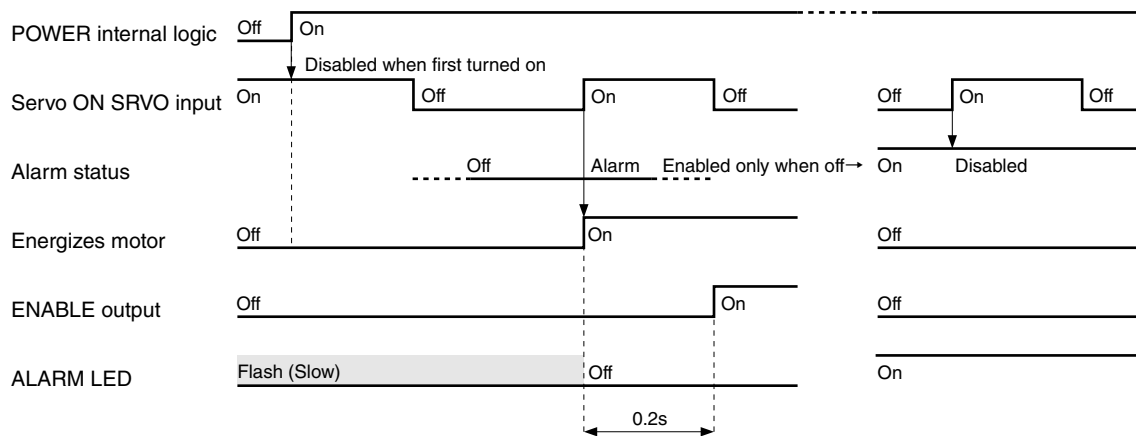 POWER internal logic Off On
Disabled when first turned on
Servo ON SRVO input On Off On Off Off On Off
Alarm status Off Alarm Enabled only when off→ On Disabled
Energizes motor Off On Off
ENABLE output Off On Off
ALARM LED Flash (Slow) Off On
0.2s